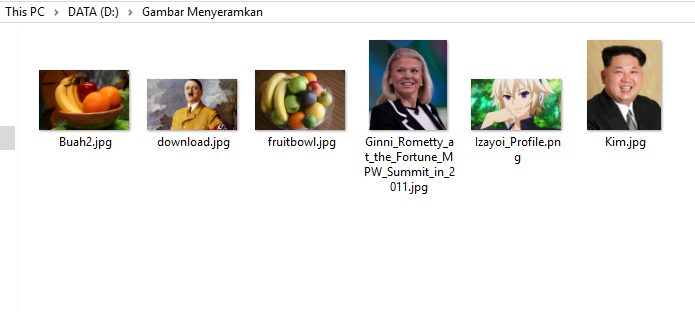 This PC > DATA (D:) > Gambar Menyeramkan
Buah2.jpg
download.jpg
fruitbowl.jpg
Ginni_Rometty_a
t_the_Fortune_M
PW_Summit_in_2
011.jpg
Izayoi_Profile.pn
g
Kim.jpg